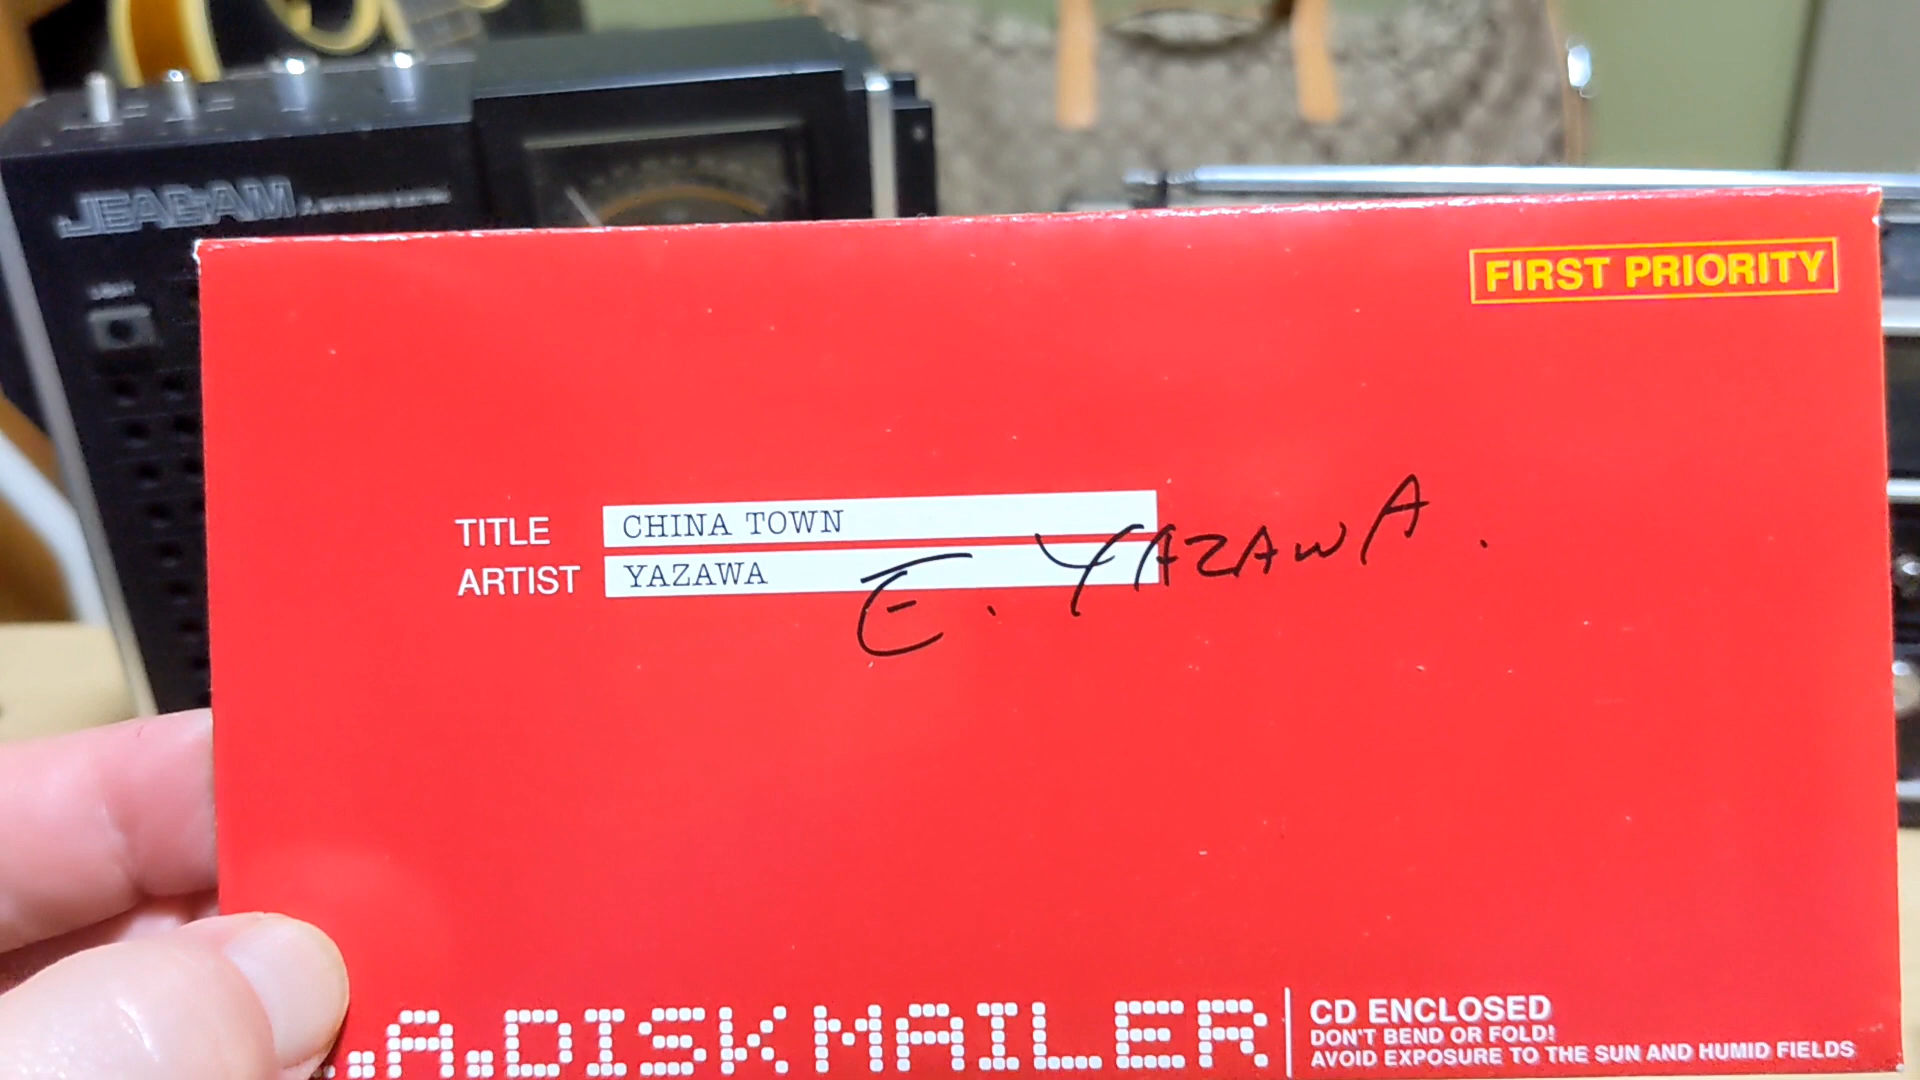 JEAGAM
FIRST PRIORITY
TITLE CHINA TOWN
ARTIST YAZAWA
E. YAZAWA.
.A.DISK MAILER
CD ENCLOSED
DON'T BEND OR FOLD!
AVOID EXPOSURE TO THE SUN AND HUMID FIELDS